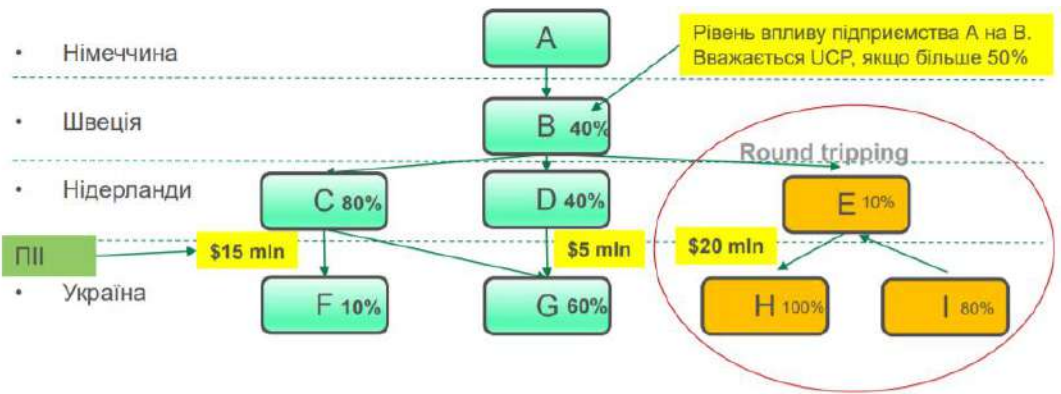 A
Рівень впливу підприємства А на В.
Вважається UCP, якщо більше 50%
• Німеччина
• Швеція
B 40%
Round tripping
• Нідерланди
C 80%
D 40%
E 10%
ПІІ
$15 mln
$5 mln
$20 mln
• Україна
F 10%
G 60%
H 100%
I 80%